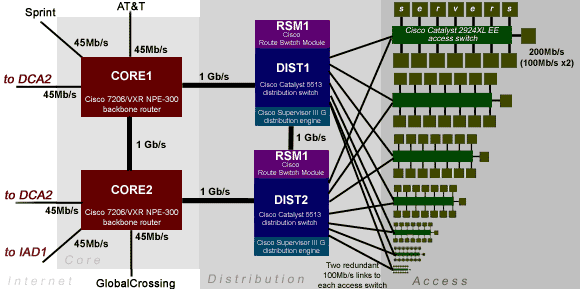 AT&T
Sprint
s e r v e r s
RSM1
Cisco
Route Switch Module
Cisco Catalyst 2924XL EE
access switch
45Mb/s
45Mb/s
200Mb/s
(100Mb/s x2)
to DCA2
45Mb/s
CORE1
Cisco 7206/VXR NPE-300
backbone router
1 Gb/s
DIST1
Cisco Catalyst 5513
distribution switch
Cisco Supervisor III G
distribution engine
1 Gb/s
1 Gb/s
RSM1
Cisco
Route Switch Module
to DCA2
45Mb/s
CORE2
Cisco 7206/VXR NPE-300
backbone router
1 Gb/s
DIST2
Cisco Catalyst 5513
distribution switch
Cisco Supervisor III G
distribution engine
to IAD1
45Mb/s
45Mb/s
Two redundant
100Mb/s links to
each access switch
Internet
Core
Distribution
Access
GlobalCrossing